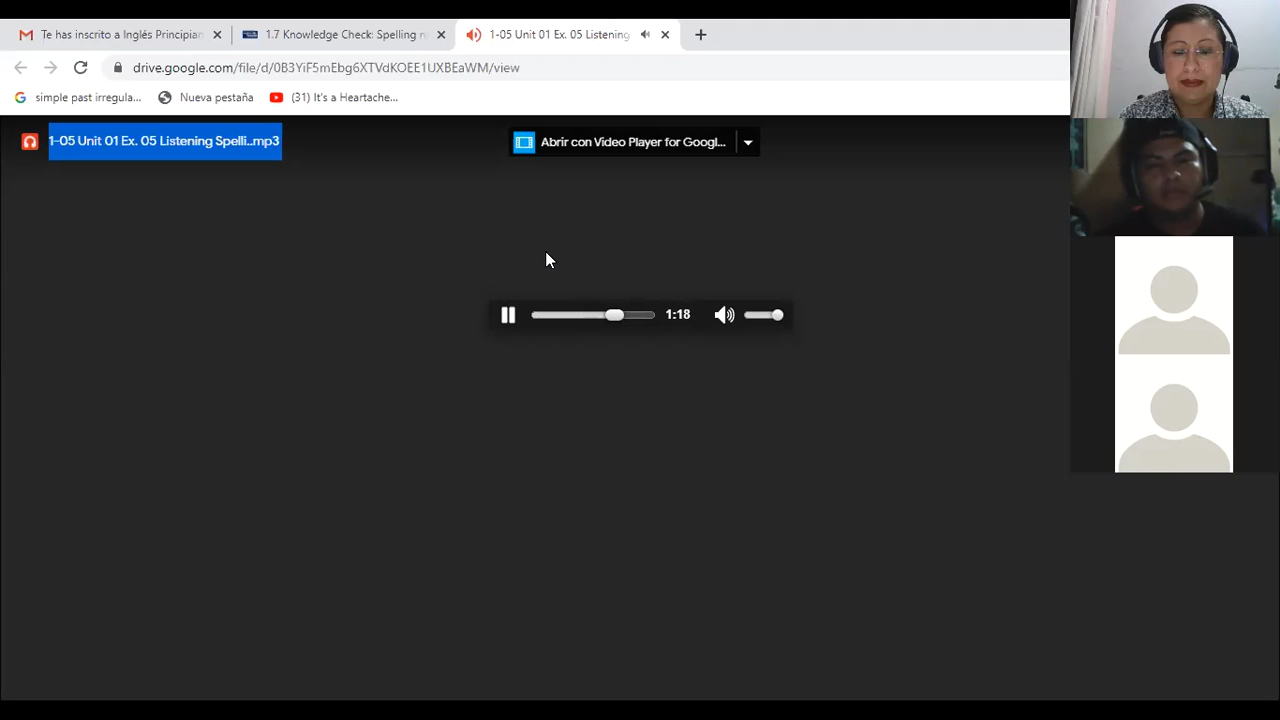 Te has inscrito a Inglés Principian
1.7 Knowledge Check: Spelling n
1-05 Unit 01 Ex. 05 Listening
drive.google.com/file/d/0B3YiF5mEbg6XTVdKOEE1UXBEaWM/view
simple past irregula...
Nueva pestaña
(31) It's a Heartache...
1-05 Unit 01 Ex. 05 Listening Spelli..mp3
Abrir con Video Player for Googl...
1:18